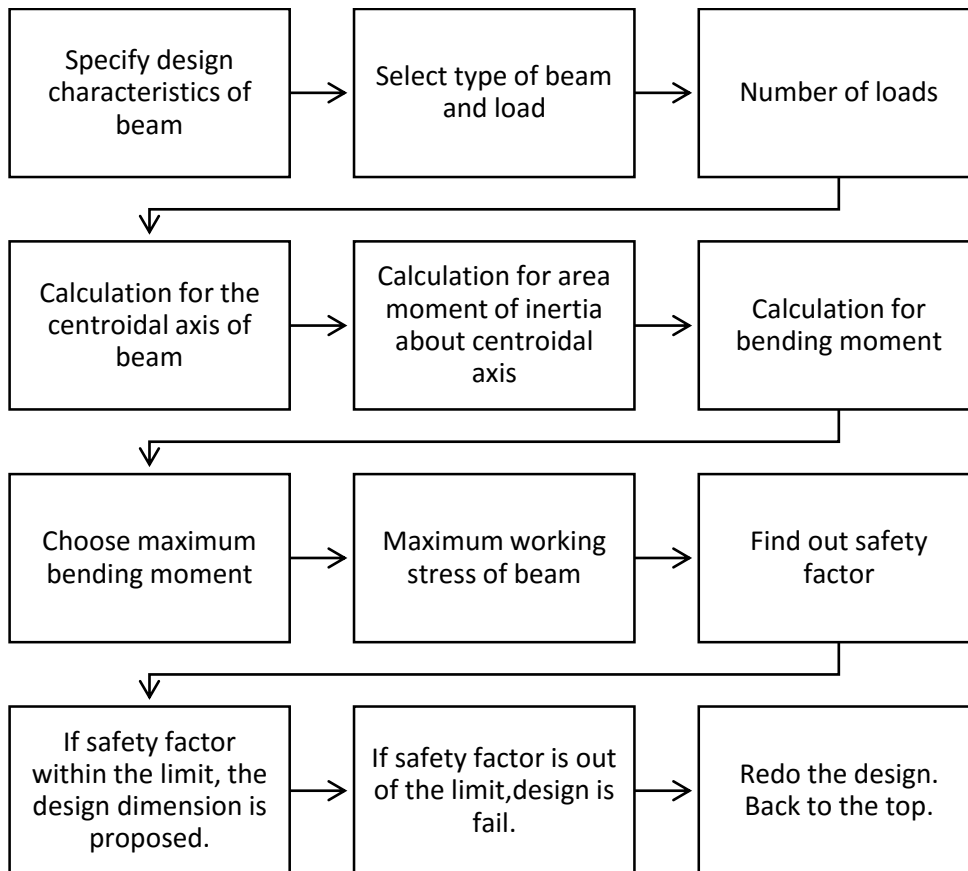 Specify design
characteristics of
beam
Select type of beam
and load
Number of loads
Calculation for the
centroidal axis of
beam
Calculation for area
moment of inertia
about centroidal
axis
Calculation for
bending moment
Choose maximum
bending moment
Maximum working
stress of beam
Find out safety
factor
If safety factor
within the limit, the
design dimension is
proposed.
If safety factor is out
of the limit,design is
fail.
Redo the design.
Back to the top.